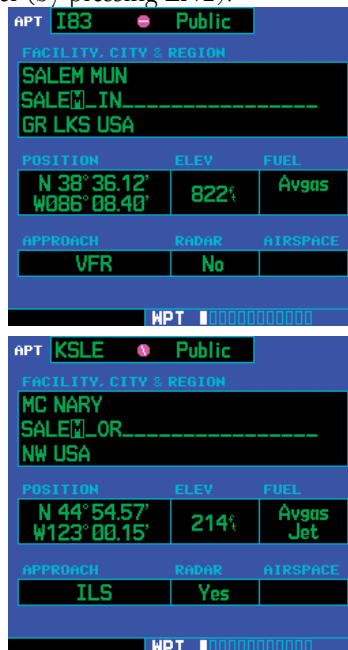 APT I83 Public
FACILITY, CITY & REGION
SALEM MUN
SALEM_IN__________________
GR LKS USA
POSITION ELEV FUEL
N 38°36.12' Avgas
W086°08.40' 822ft
APPROACH RADAR AIRSPACE
VFR No
WPT
APT KSLE Public
FACILITY, CITY & REGION
MC NARY
SALEM_OR__________________
NW USA
POSITION ELEV FUEL
N 44°54.57' Avgas
W123°00.15' 214ft Jet
APPROACH RADAR AIRSPACE
ILS Yes
WPT